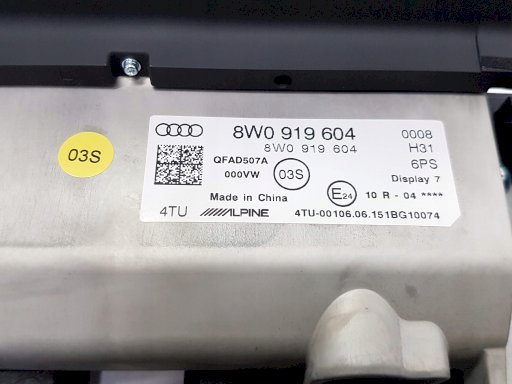 03S
8W0 919 604
0008
8W0 919 604
H31
QFAD507A
6PS
000VW
03S
Display 7
Made in China
E24
10 R - 04 ****
4TU
ALPINE
4TU-00106.06.151BG10074